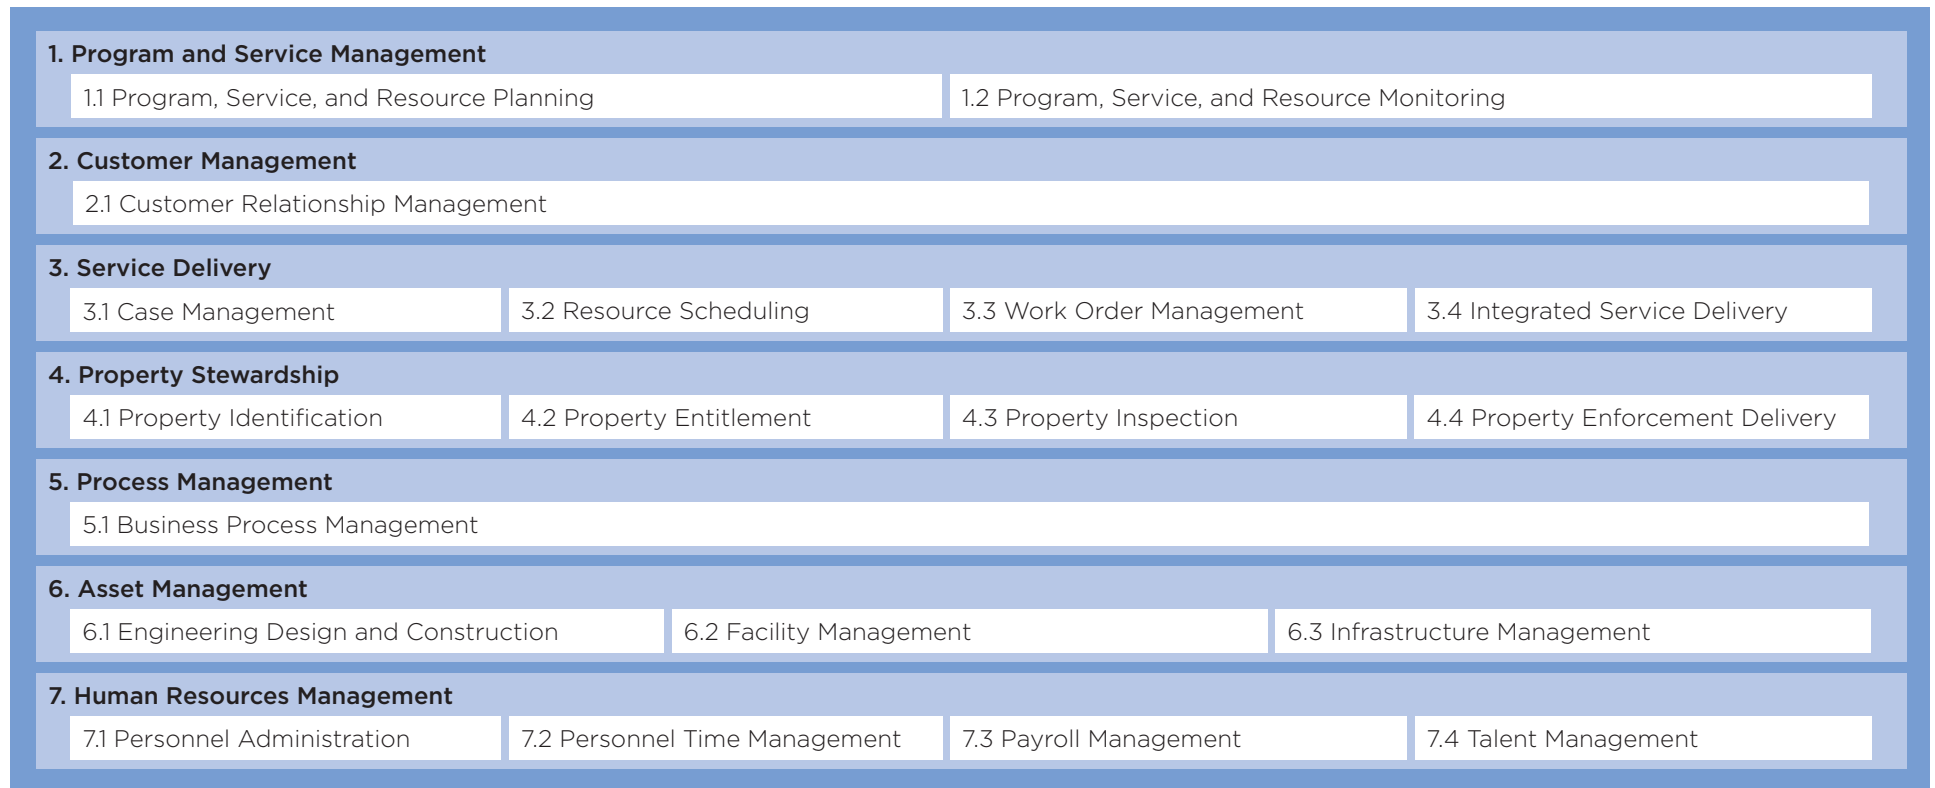 1. Program and Service Management
1.1 Program, Service, and Resource Planning
1.2 Program, Service, and Resource Monitoring
2. Customer Management
2.1 Customer Relationship Management
3. Service Delivery
3.1 Case Management
3.2 Resource Scheduling
3.3 Work Order Management
3.4 Integrated Service Delivery
4. Property Stewardship
4.1 Property Identification
4.2 Property Entitlement
4.3 Property Inspection
4.4 Property Enforcement Delivery
5. Process Management
5.1 Business Process Management
6. Asset Management
6.1 Engineering Design and Construction
6.2 Facility Management
6.3 Infrastructure Management
7. Human Resources Management
7.1 Personnel Administration
7.2 Personnel Time Management
7.3 Payroll Management
7.4 Talent Management